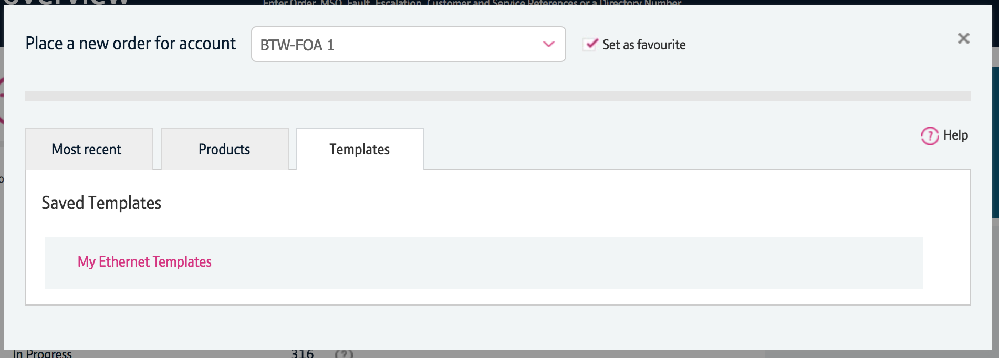 overview
Enter Order, MSO, Fault, Escalation, Customer and Service References or a Directory Number
Place a new order for account
BTW-FOA 1
Set as favourite
Most recent
Products
Templates
Help
Saved Templates
My Ethernet Templates
In Progress 316